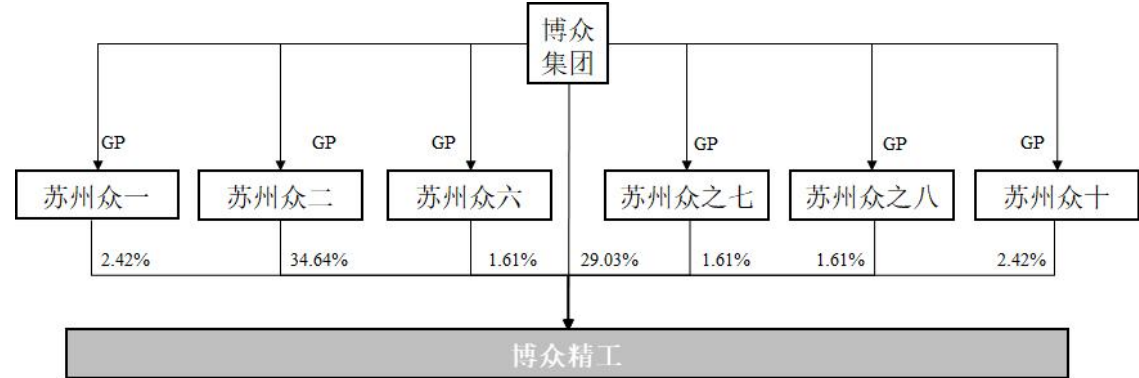 博众
集团
GP GP GP GP GP GP
苏州众一 苏州众二 苏州众六 苏州众之七 苏州众之八 苏州众十
2.42% 34.64% 1.61% 29.03% 1.61% 1.61% 2.42%
博众精工